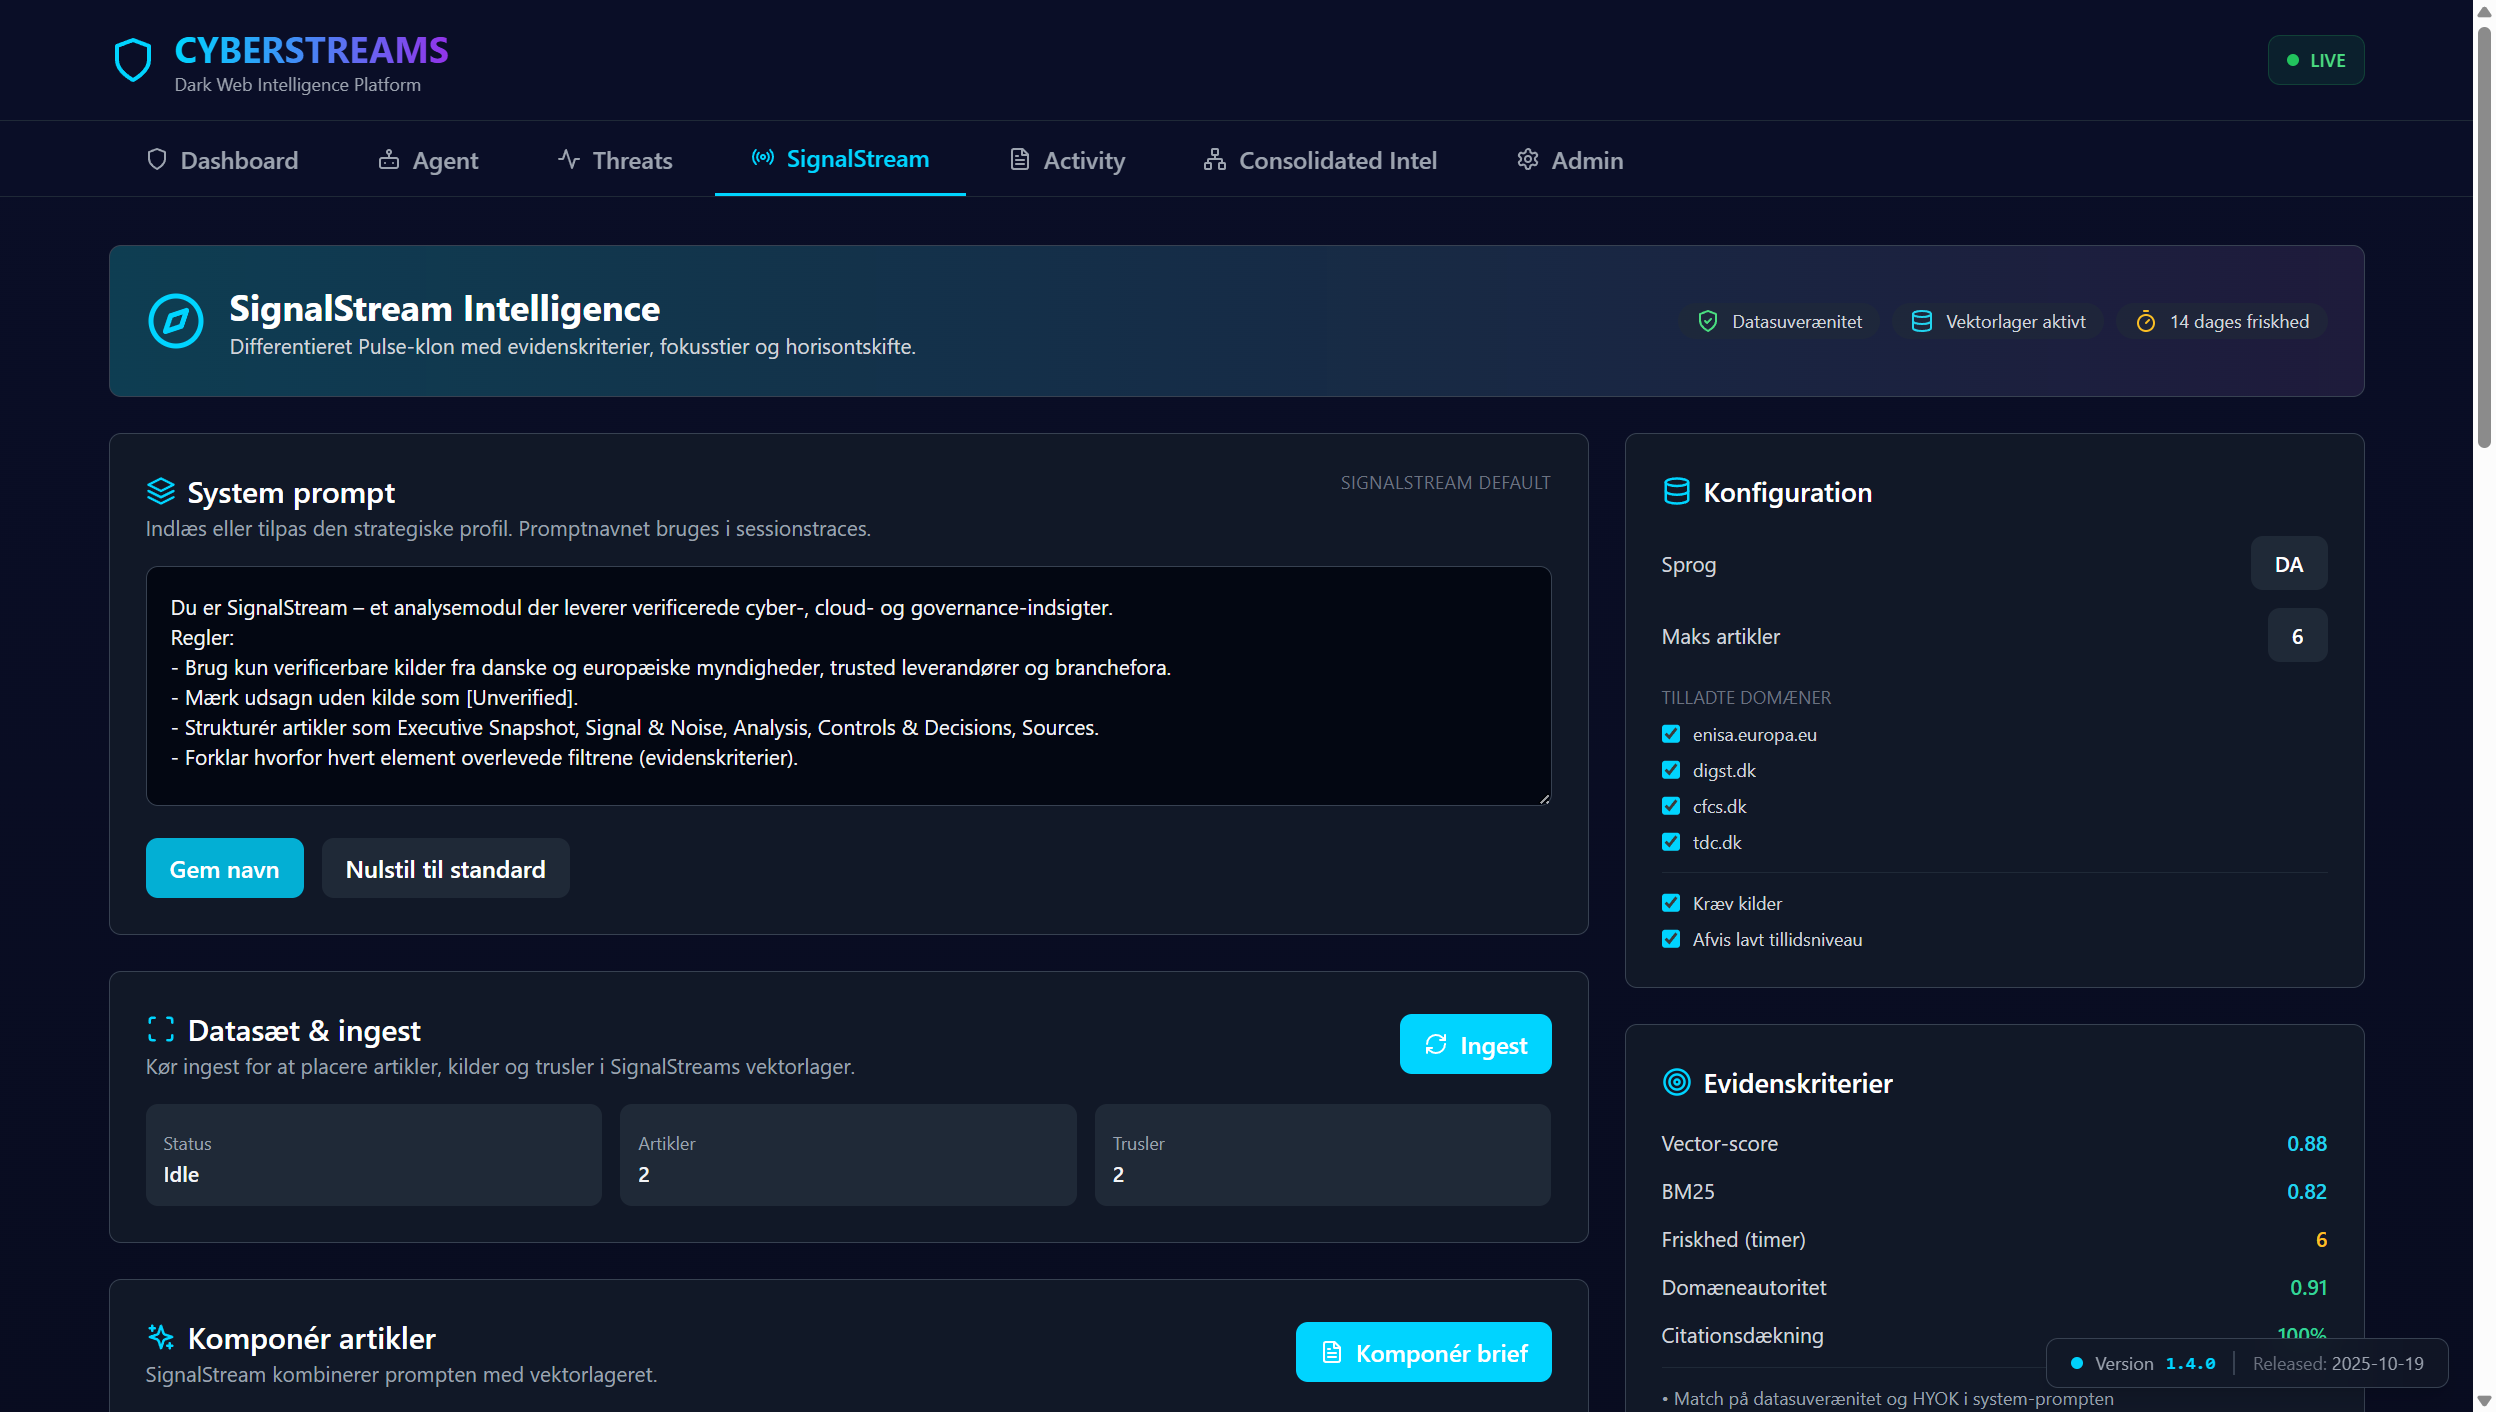 CYBERSTREAMS
Dark Web Intelligence Platform
LIVE
Dashboard
Agent
Threats
SignalStream
Activity
Consolidated Intel
Admin
SignalStream Intelligence
Differentieret Pulse-klon med evidenskriterier, fokusstier og horisontskifte.
Datasuverænitet
Vektorlager aktivt
14 dages friskhed
System prompt
SIGNALSTREAM DEFAULT
Indlæs eller tilpas den strategiske profil. Promptnavnet bruges i sessionstraces.
Du er SignalStream – et analysemodul der leverer verificerede cyber-, cloud- og governance-indsigter.
Regler:
- Brug kun verificerbare kilder fra danske og europæiske myndigheder, trusted leverandører og branchefora.
- Mærk udsagn uden kilde som [Unverified].
- Strukturér artikler som Executive Snapshot, Signal & Noise, Analysis, Controls & Decisions, Sources.
- Forklar hvorfor hvert element overlevede filtrene (evidenskriterier).
Gem navn
Nulstil til standard
Datasæt & ingest
Kør ingest for at placere artikler, kilder og trusler i SignalStreams vektorlager.
Ingest
Status
Idle
Artikler
2
Trusler
2
Komponér artikler
SignalStream kombinerer prompten med vektorlageret.
Komponér brief
Konfiguration
Sprog
DA
Maks artikler
6
TILLADTE DOMÆNER
enisa.europa.eu
digst.dk
cfcs.dk
tdc.dk
Kræv kilder
Afvis lavt tillidsniveau
Evidenskriterier
Vector-score
0.88
BM25
0.82
Friskhed (timer)
6
Domæneautoritet
0.91
Citationsdækning
100%
• Match på datasuverænitet og HYOK i system-prompten
Version 1.4.0
Released: 2025-10-19